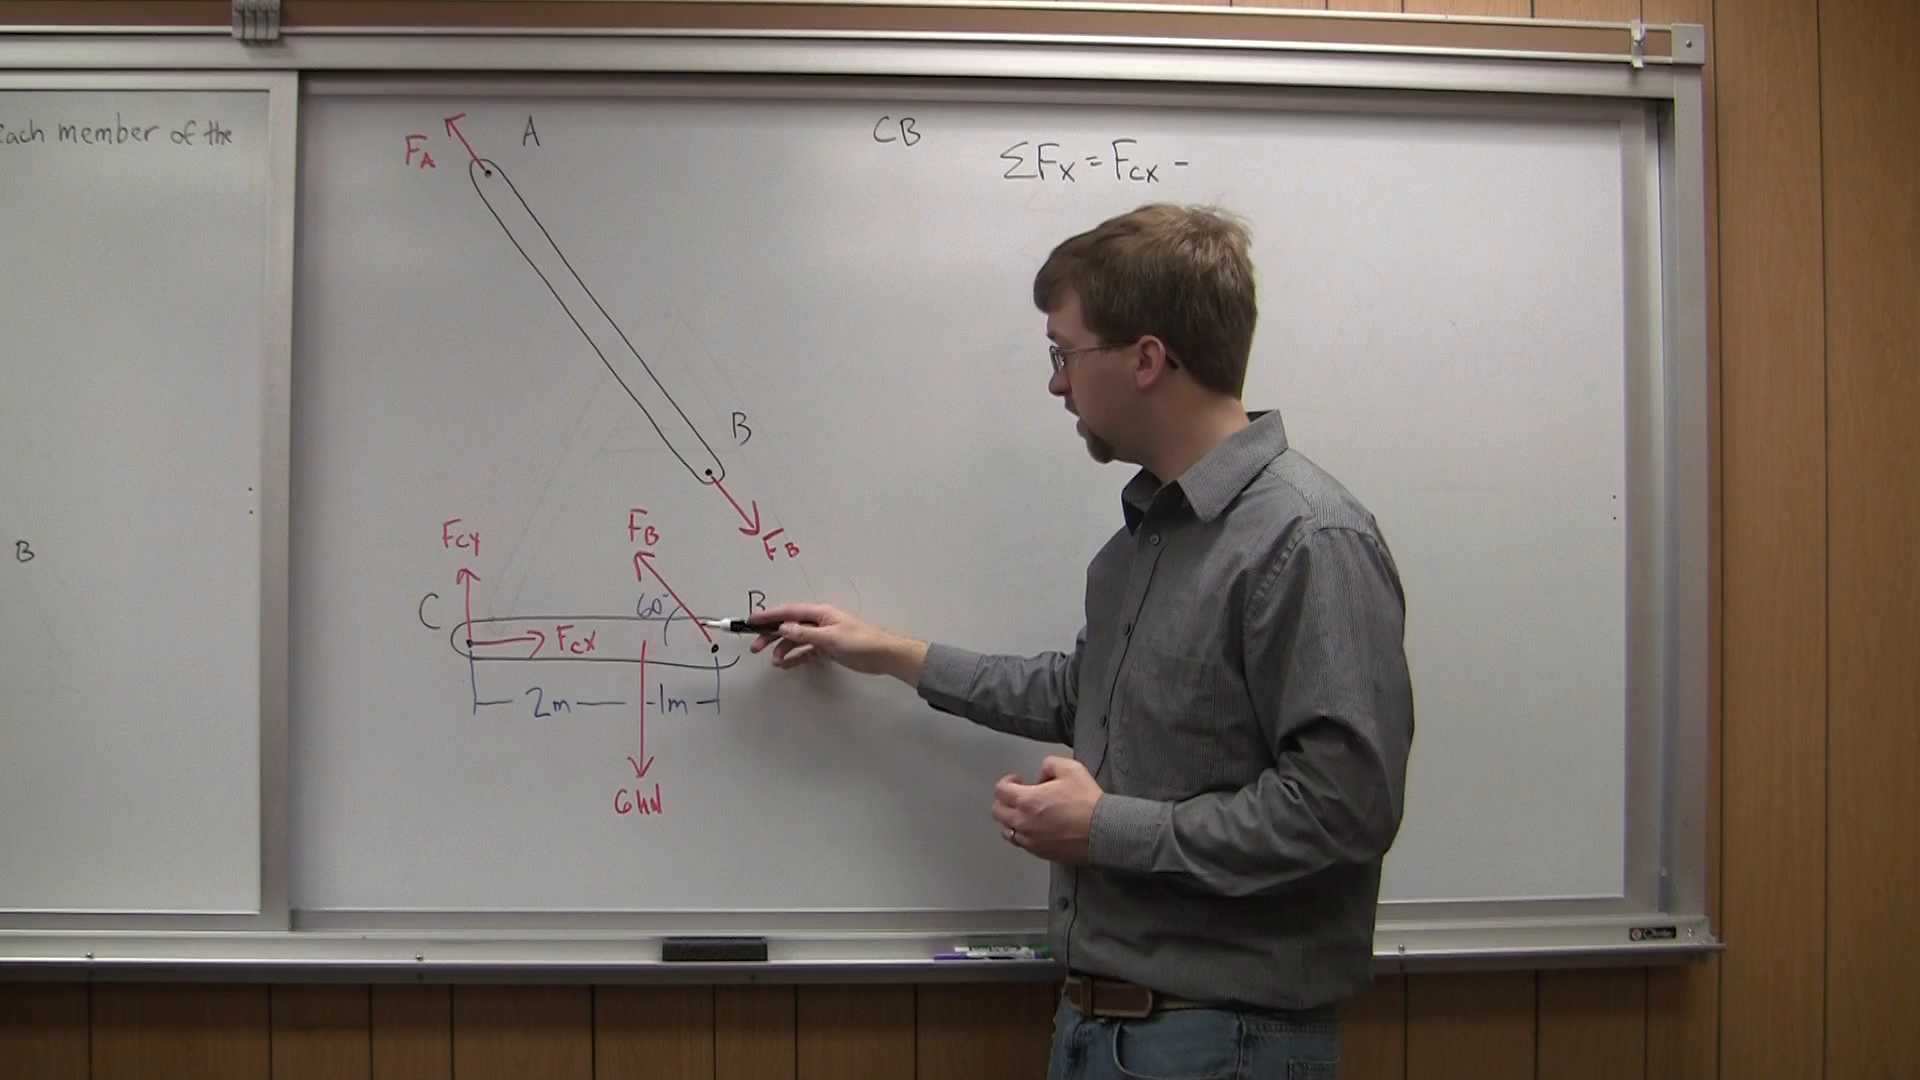 Each member of the
B
FA
A
B
FB
CB
ΣFx = Fcx -
Fcy
C
Fcx
FB
60°
B
2m
1m
6kN